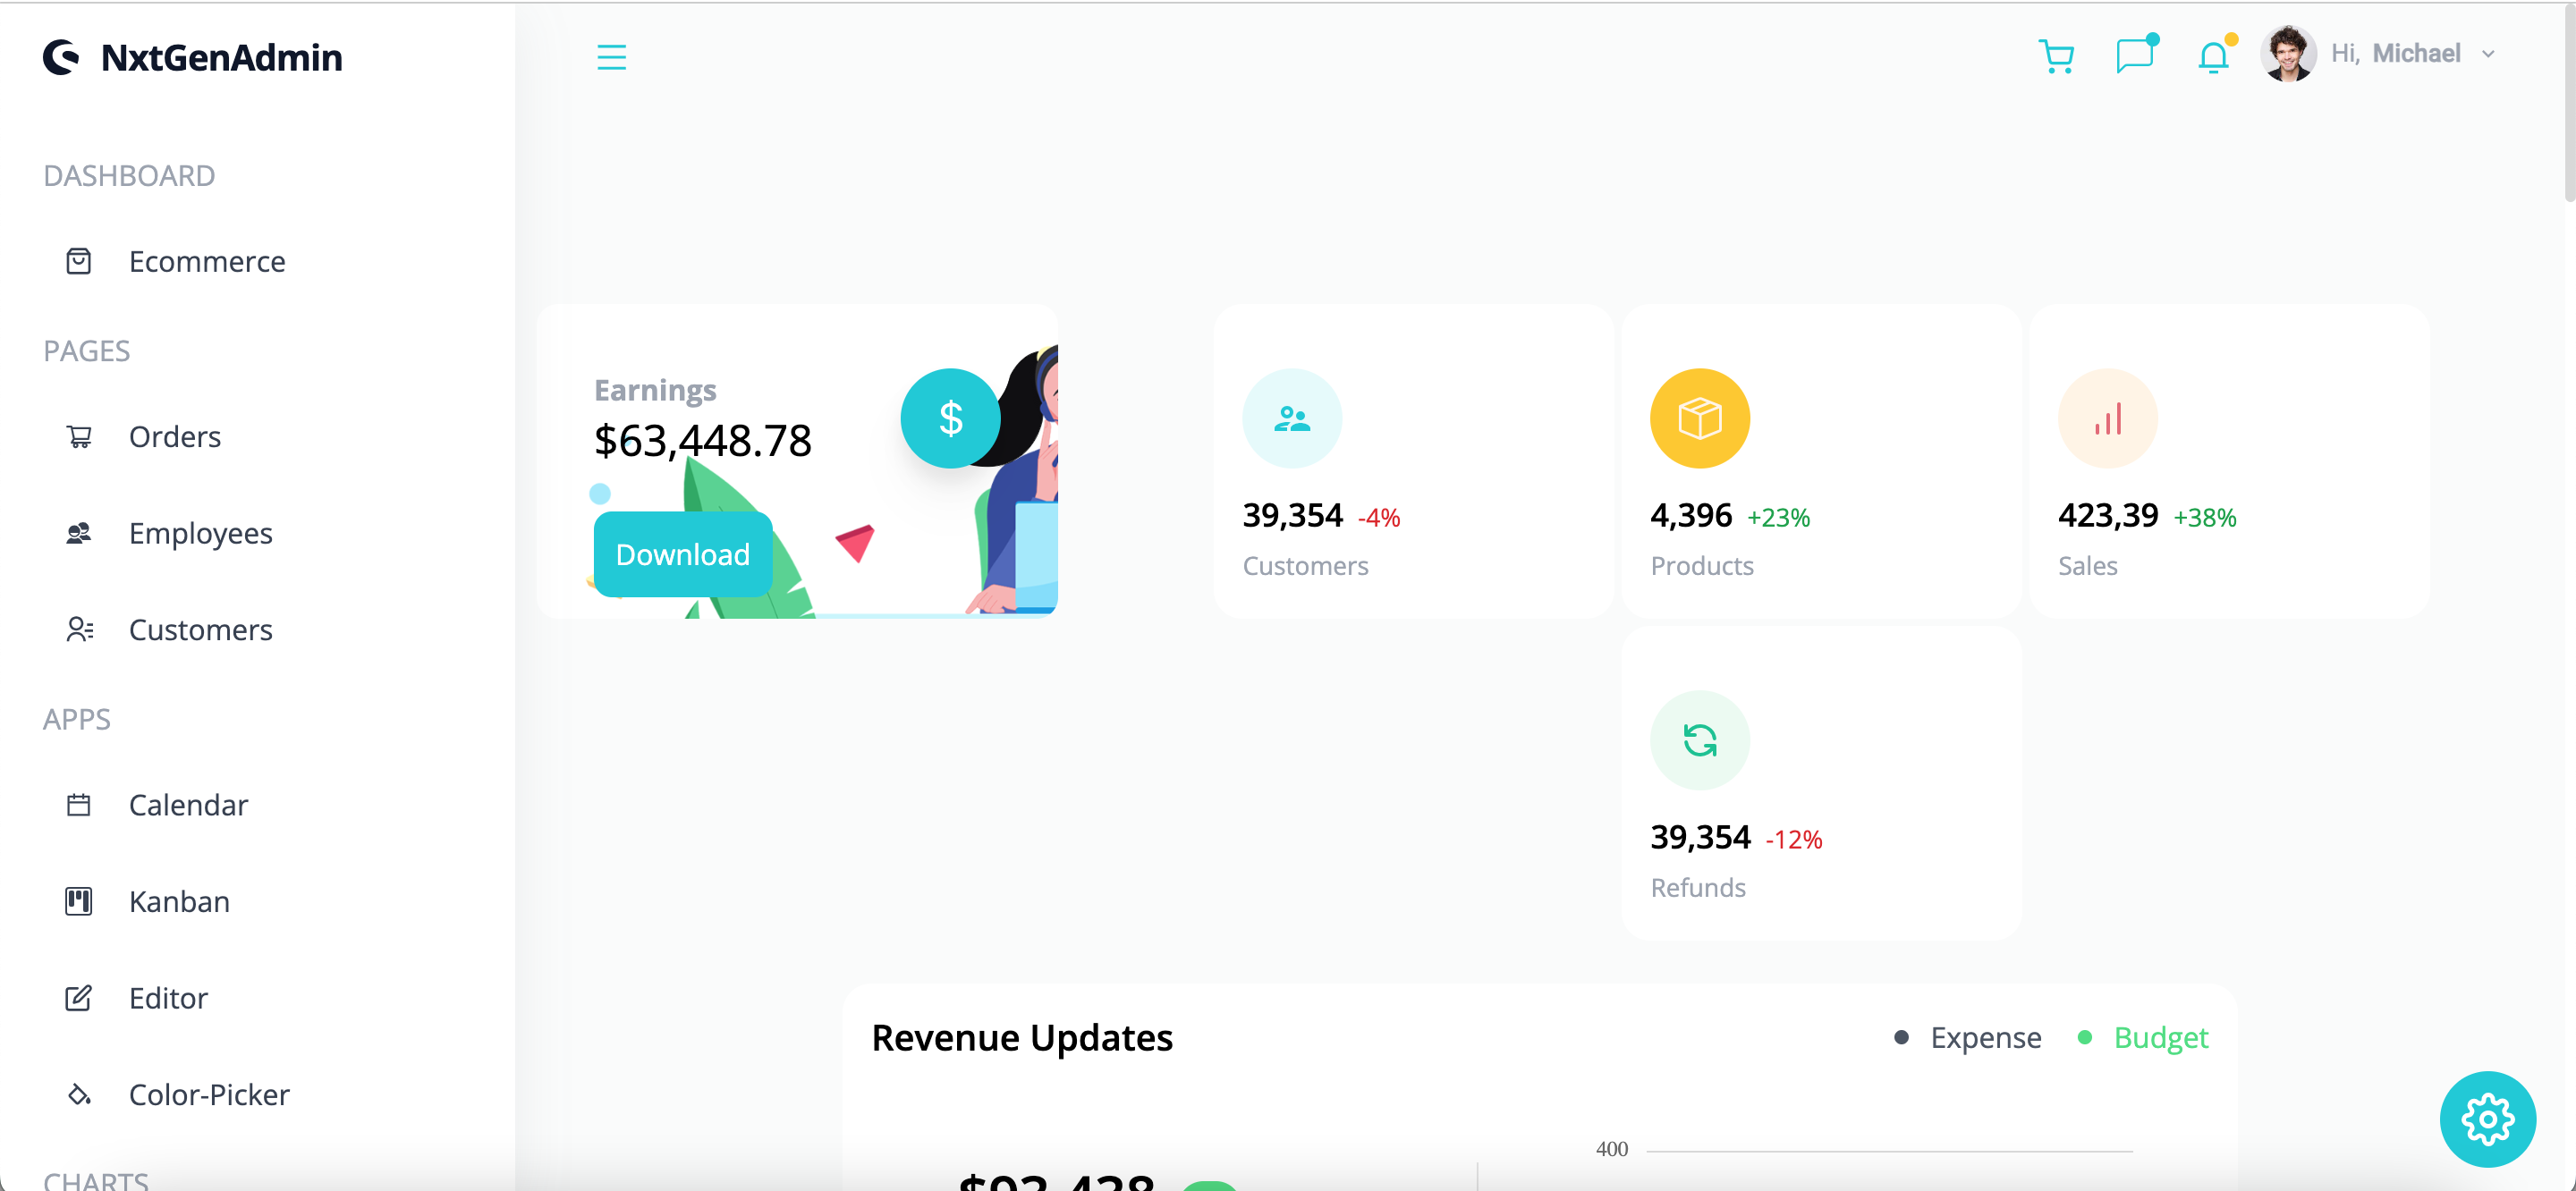 NxtGenAdmin
Hi, Michael
DASHBOARD
Ecommerce
PAGES
Orders
Employees
Customers
APPS
Calendar
Kanban
Editor
Color-Picker
CHARTS
Earnings
$63,448.78
$
Download
39,354 -4%
Customers
4,396 +23%
Products
423,39 +38%
Sales
39,354 -12%
Refunds
Revenue Updates
Expense
Budget
$93,438
400